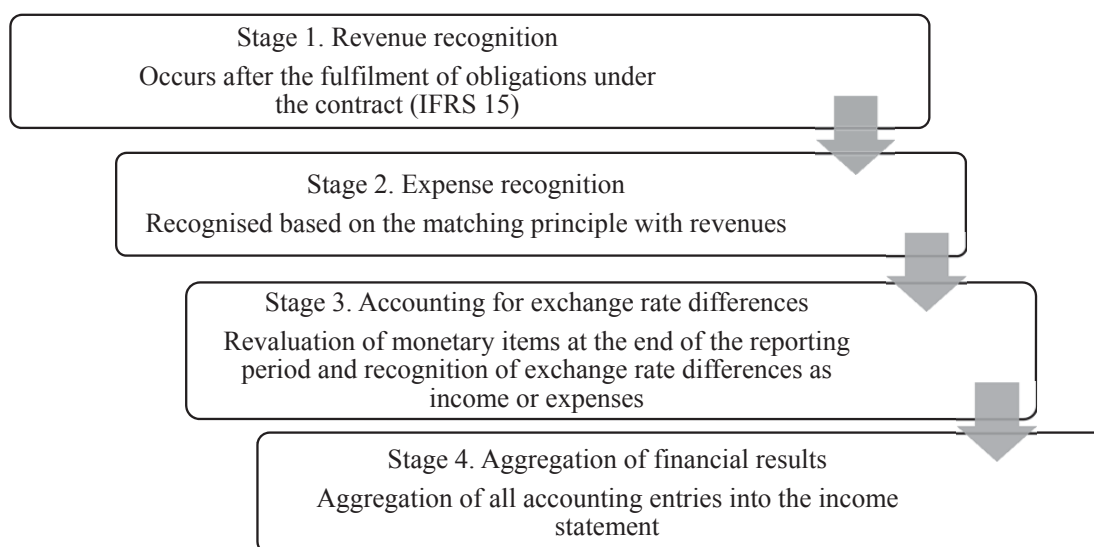 Stage 1. Revenue recognition
Occurs after the fulfilment of obligations under
the contract (IFRS 15)
Stage 2. Expense recognition
Recognised based on the matching principle with revenues
Stage 3. Accounting for exchange rate differences
Revaluation of monetary items at the end of the reporting
period and recognition of exchange rate differences as
income or expenses
Stage 4. Aggregation of financial results
Aggregation of all accounting entries into the income
statement